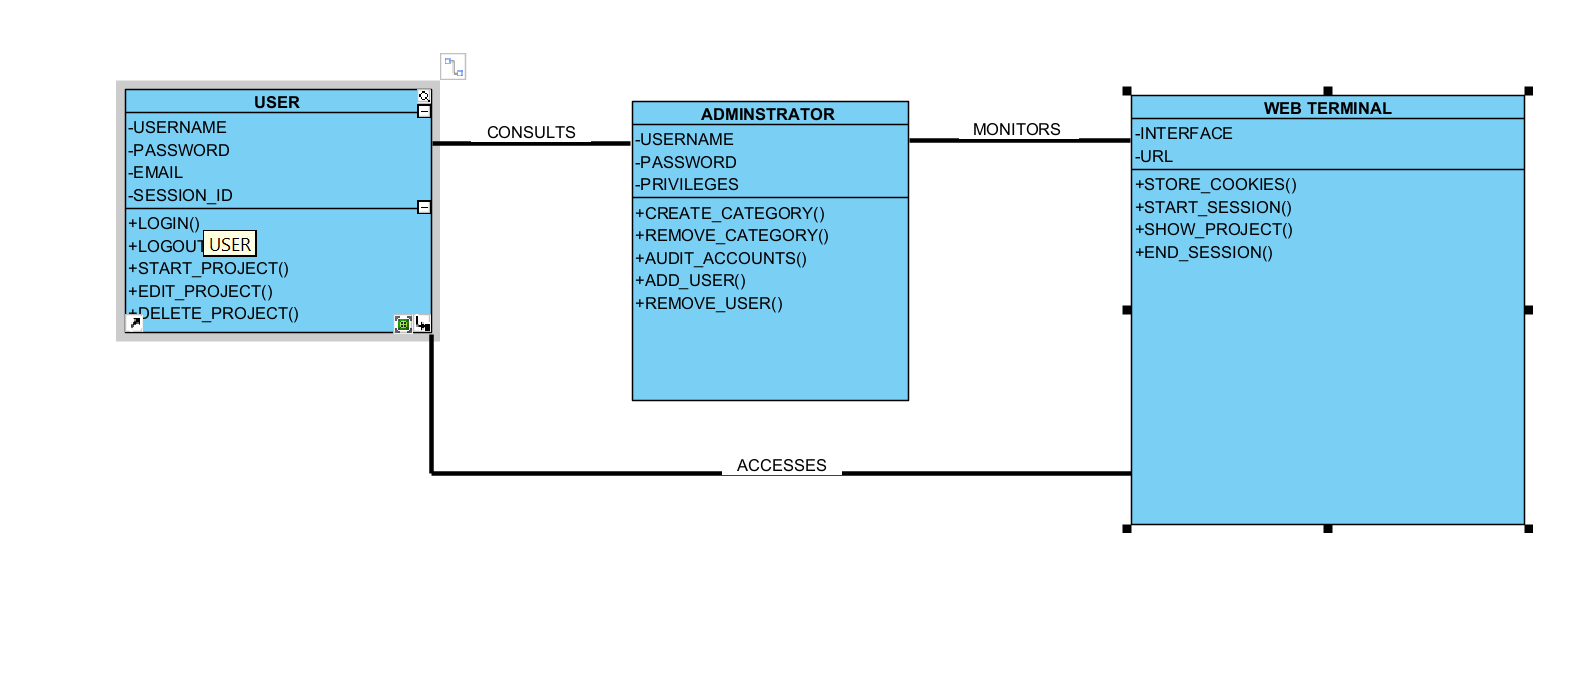 USER
-USERNAME
-PASSWORD
-EMAIL
-SESSION_ID
+LOGIN()
+LOGOUT
USER
+START_PROJECT()
+EDIT_PROJECT()
+DELETE_PROJECT()
CONSULTS
ADMINSTRATOR
-USERNAME
-PASSWORD
-PRIVILEGES
+CREATE_CATEGORY()
+REMOVE_CATEGORY()
+AUDIT_ACCOUNTS()
+ADD_USER()
+REMOVE_USER()
MONITORS
WEB TERMINAL
-INTERFACE
-URL
+STORE_COOKIES()
+START_SESSION()
+SHOW_PROJECT()
+END_SESSION()
ACCESSES